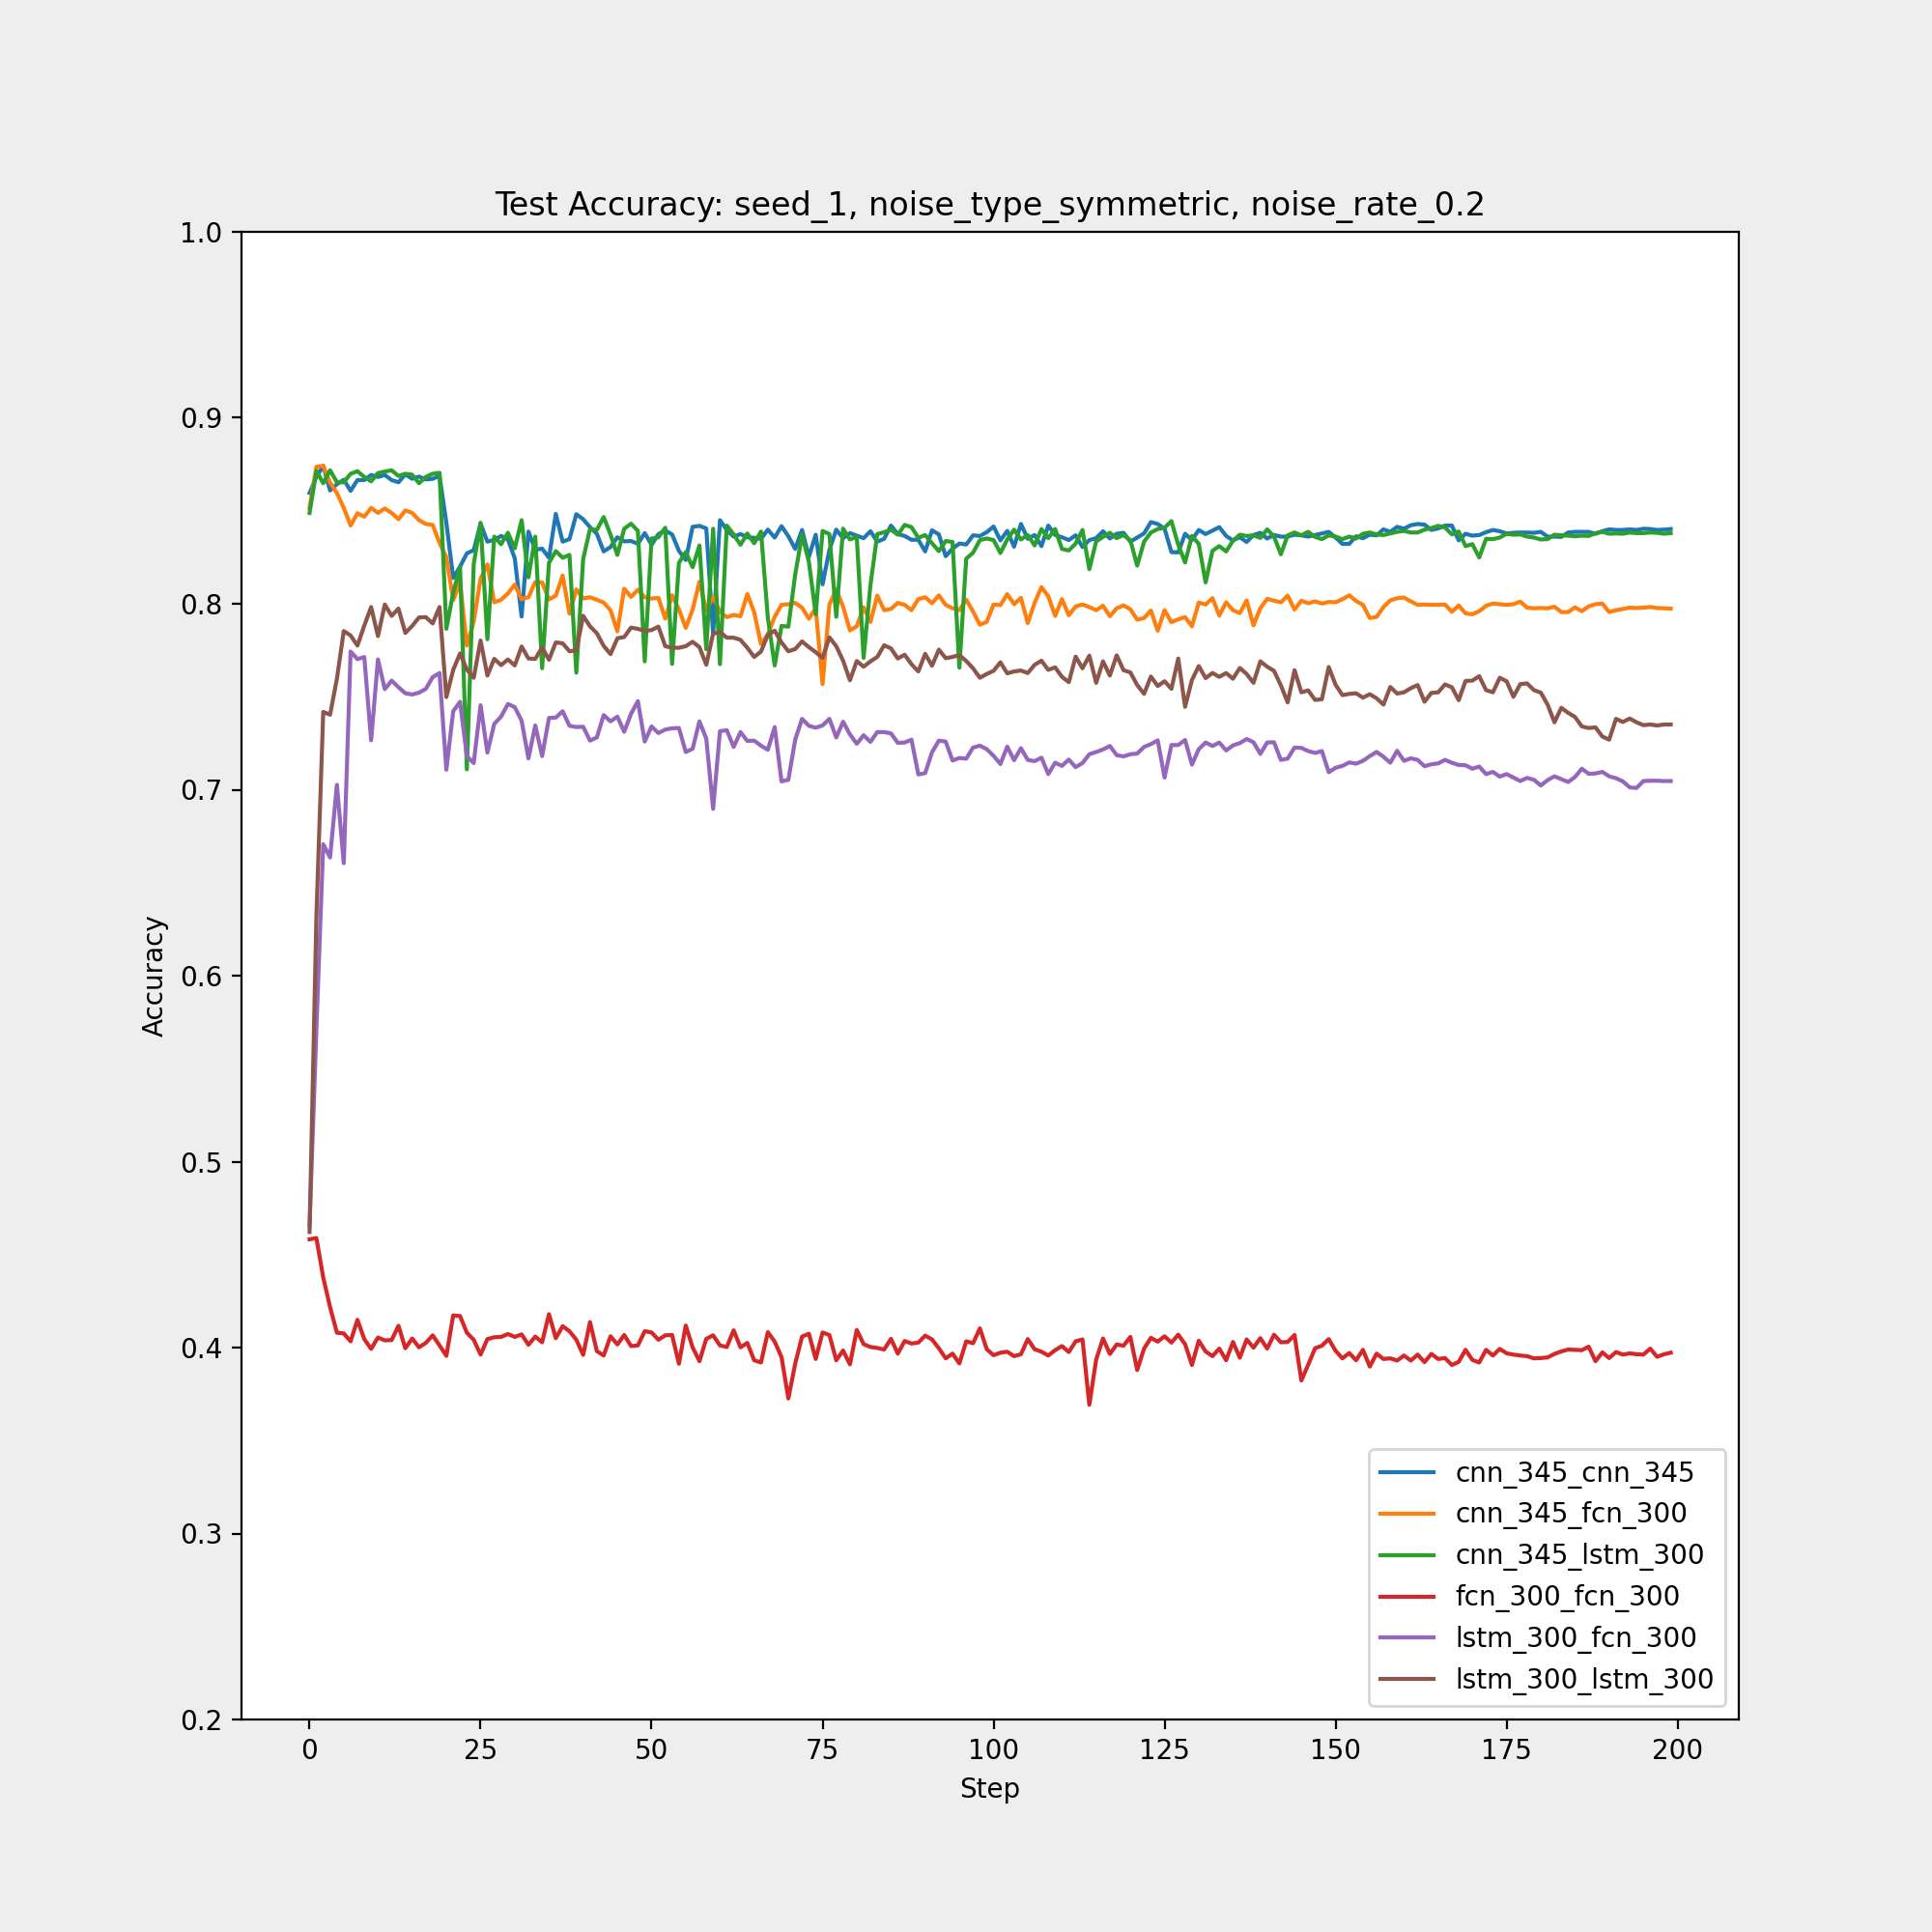 Test Accuracy: seed_1, noise_type_symmetric, noise_rate_0.2
1.0
0.9
0.8
0.7
0.6
0.5
0.4
0.3
0.2
Accuracy
0 25 50 75 100 125 150 175 200
Step
cnn_345_cnn_345
cnn_345_fcn_300
cnn_345_lstm_300
fcn_300_fcn_300
lstm_300_fcn_300
lstm_300_lstm_300